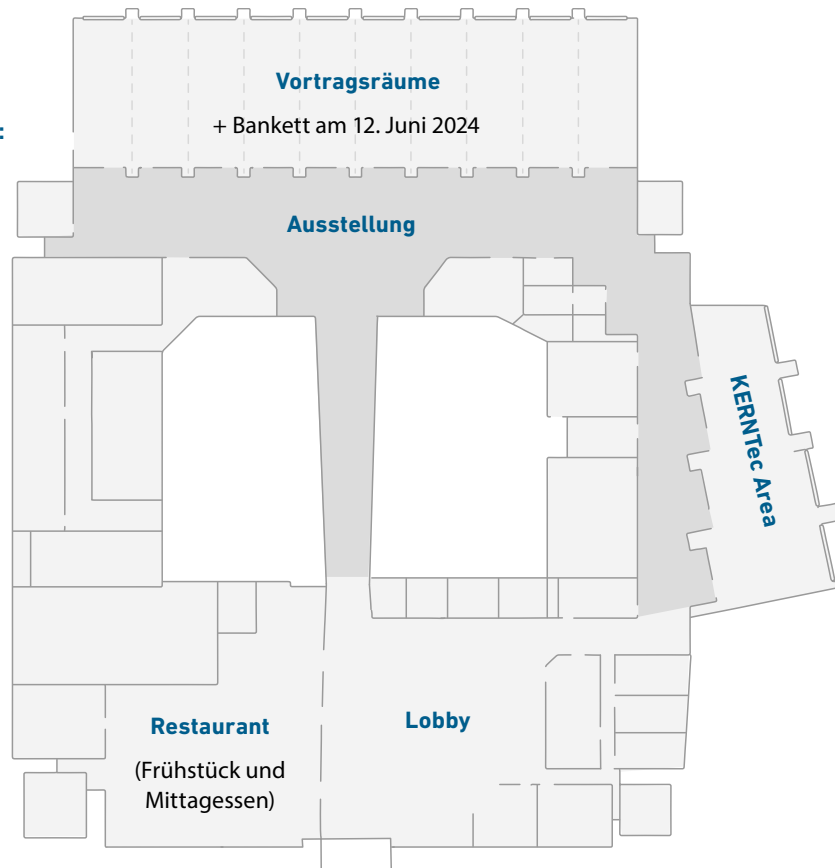 Vortragsräume
:
+ Bankett am 12. Juni 2024
Ausstellung
KERNTec Area
Restaurant
Lobby
(Frühstück und
Mittagessen)